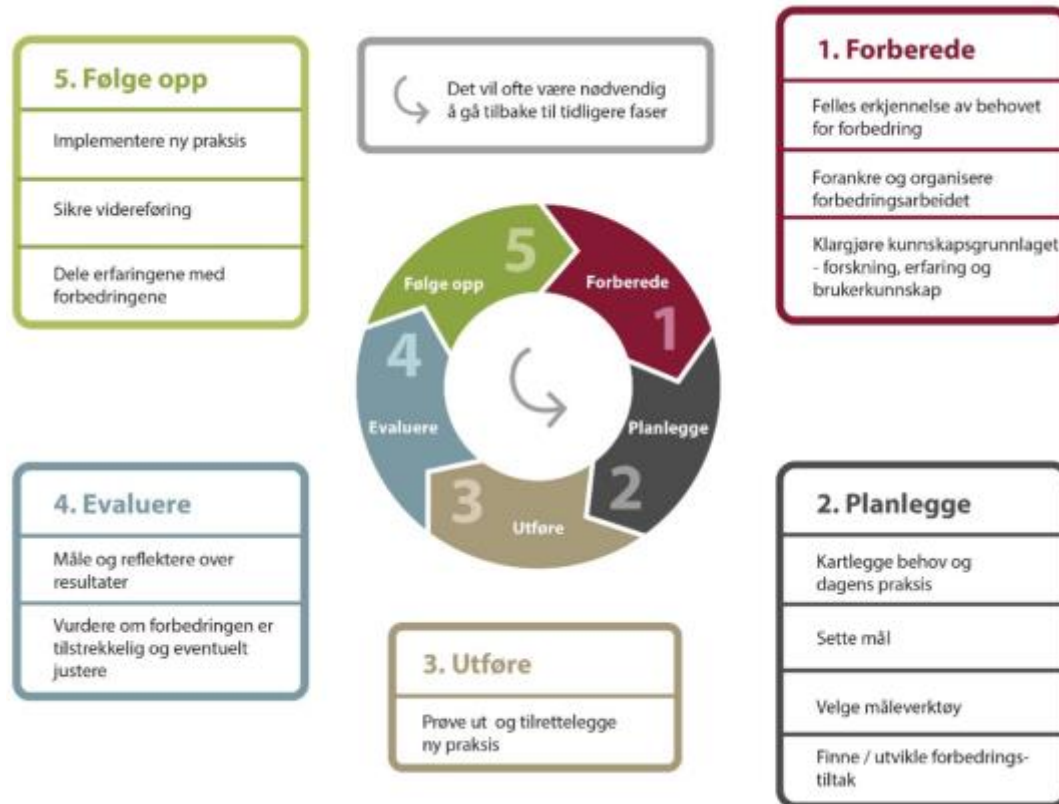 5. Følge opp
Implementere ny praksis
Sikre videreføring
Dele erfaringene med
forbedringene
Det vil ofte være nødvendig
å gå tilbake til tidligere faser
1. Forberede
Felles erkjennelse av behovet
for forbedring
Forankre og organisere
forbedringsarbeidet
Klargjøre kunnskapsgrunnlaget
- forskning, erfaring og
brukerkunnskap
5
Følge opp
Forberede
1
4
Evaluere
Planlegge
2
3
Utføre
4. Evaluere
Måle og reflektere over
resultater
Vurdere om forbedringen er
tilstrekkelig og eventuelt
justere
3. Utføre
Prøve ut og tilrettelegge
ny praksis
2. Planlegge
Kartlegge behov og
dagens praksis
Sette mål
Velge måleverktøy
Finne / utvikle forbedrings-
tiltak